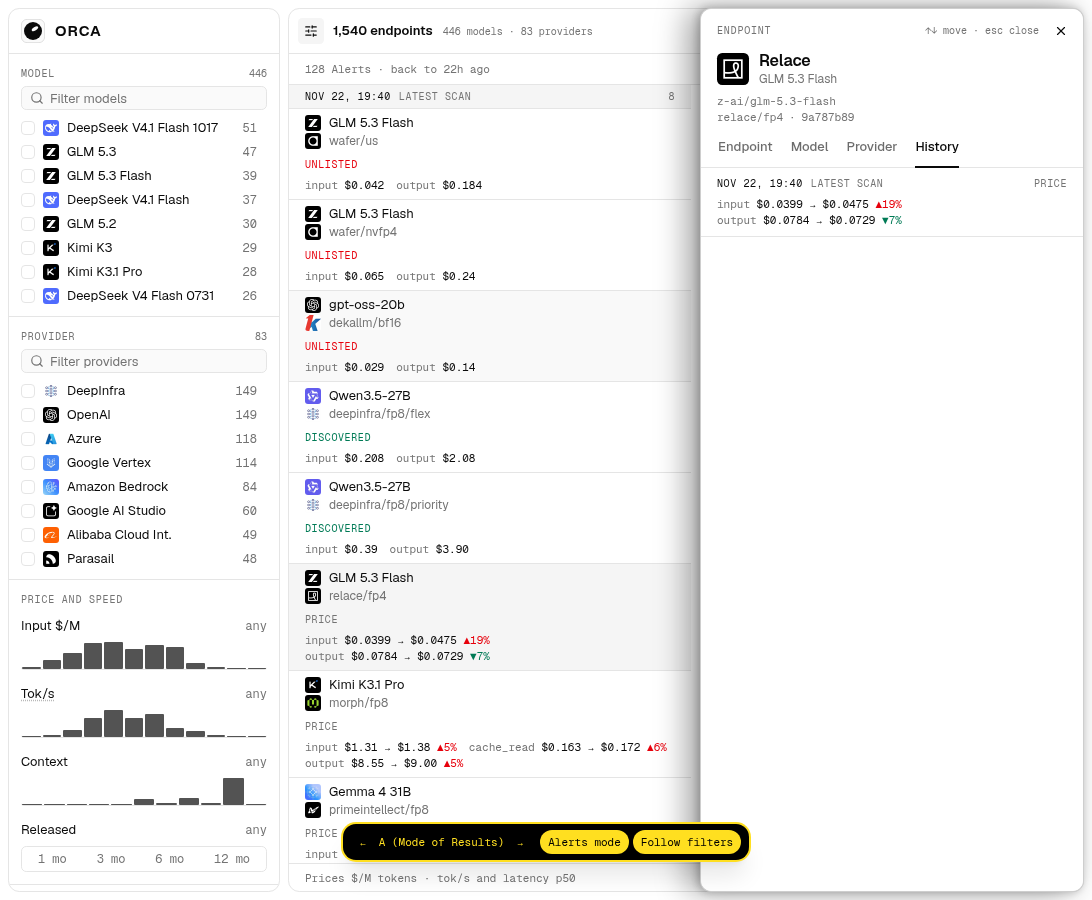 ORCA
MODEL 446
Filter models
DeepSeek V4.1 Flash 1017 51
GLM 5.3 47
GLM 5.3 Flash 39
DeepSeek V4.1 Flash 37
GLM 5.2 30
Kimi K3 29
Kimi K3.1 Pro 28
DeepSeek V4 Flash 0731 26
PROVIDER 83
Filter providers
DeepInfra 149
OpenAI 149
Azure 118
Google Vertex 114
Amazon Bedrock 84
Google AI Studio 60
Alibaba Cloud Int. 49
Parasail 48
PRICE AND SPEED
Input $/M any
Tok/s any
Context any
Released any
1 mo 3 mo 6 mo 12 mo
1,540 endpoints 446 models · 83 providers
128 Alerts · back to 22h ago
NOV 22, 19:40 LATEST SCAN 8
GLM 5.3 Flash
wafer/us
UNLISTED
input $0.042 output $0.184
GLM 5.3 Flash
wafer/nvfp4
UNLISTED
input $0.065 output $0.24
gpt-oss-20b
dekallm/bf16
UNLISTED
input $0.029 output $0.14
Qwen3.5-27B
deepinfra/fp8/flex
DISCOVERED
input $0.208 output $2.08
Qwen3.5-27B
deepinfra/fp8/priority
DISCOVERED
input $0.39 output $3.90
GLM 5.3 Flash
relace/fp4
PRICE
input $0.0399 → $0.0475 ▲19%
output $0.0784 → $0.0729 ▼7%
Kimi K3.1 Pro
morph/fp8
PRICE
input $1.31 → $1.38 ▲5% cache_read $0.163 → $0.172 ▲6%
output $8.55 → $9.00 ▲5%
Gemma 4 31B
primeintellect/fp8
PRICE
input
← A (Mode of Results) → Alerts mode Follow filters
Prices $/M tokens · tok/s and latency p50
ENDPOINT ↑↓ move · esc close ×
Relace
GLM 5.3 Flash
z-ai/glm-5.3-flash
relace/fp4 · 9a787b89
Endpoint Model Provider History
NOV 22, 19:40 LATEST SCAN PRICE
input $0.0399 → $0.0475 ▲19%
output $0.0784 → $0.0729 ▼7%